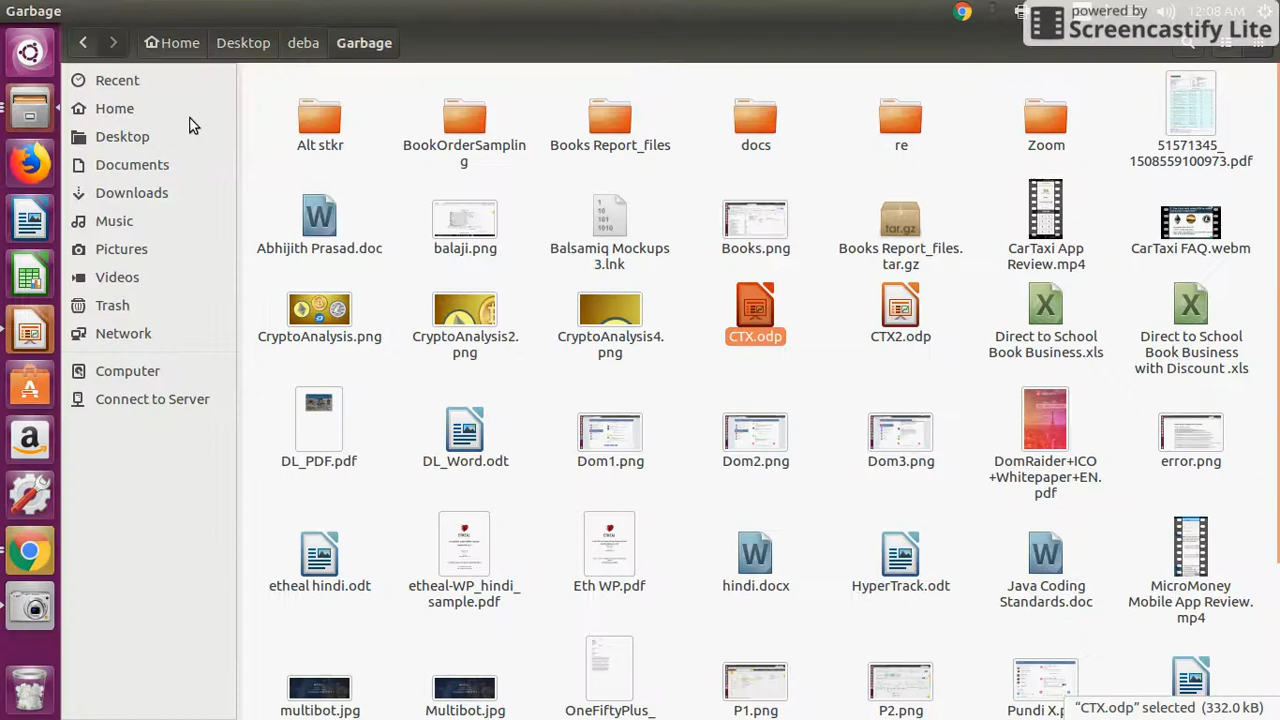 Garbage
12:08 AM
powered by
Screencastify Lite
Home
Desktop
deba
Garbage
Recent
Home
Desktop
Documents
Downloads
Music
Pictures
Videos
Trash
Network
Computer
Connect to Server
Alt stkr
BookOrderSamplin
g
Books Report_files
docs
re
Zoom
51571345_
1508559100973.pdf
Abhijith Prasad.doc
balaji.png
Balsamiq Mockups
3.lnk
Books.png
tar.gz
Books Report_files.
tar.gz
CarTaxi App
Review.mp4
CarTaxi FAQ.webm
CryptoAnalysis.png
CryptoAnalysis2.
png
CryptoAnalysis4.
png
CTX.odp
CTX2.odp
Direct to School
Book Business.xls
Direct to School
Book Business
with Discount .xls
DL_PDF.pdf
DL_Word.odt
Dom1.png
Dom2.png
Dom3.png
DomRaider+ICO
+Whitepaper+EN.
pdf
error.png
etheal hindi.odt
etheal-WP_hindi_
sample.pdf
Eth WP.pdf
hindi.docx
HyperTrack.odt
Java Coding
Standards.doc
MicroMoney
Mobile App Review.
mp4
multibot.jpg
Multibot.jpg
OneFiftyPlus_
P1.png
P2.png
Pundi X.p
"CTX.odp" selected (332.0 kB)